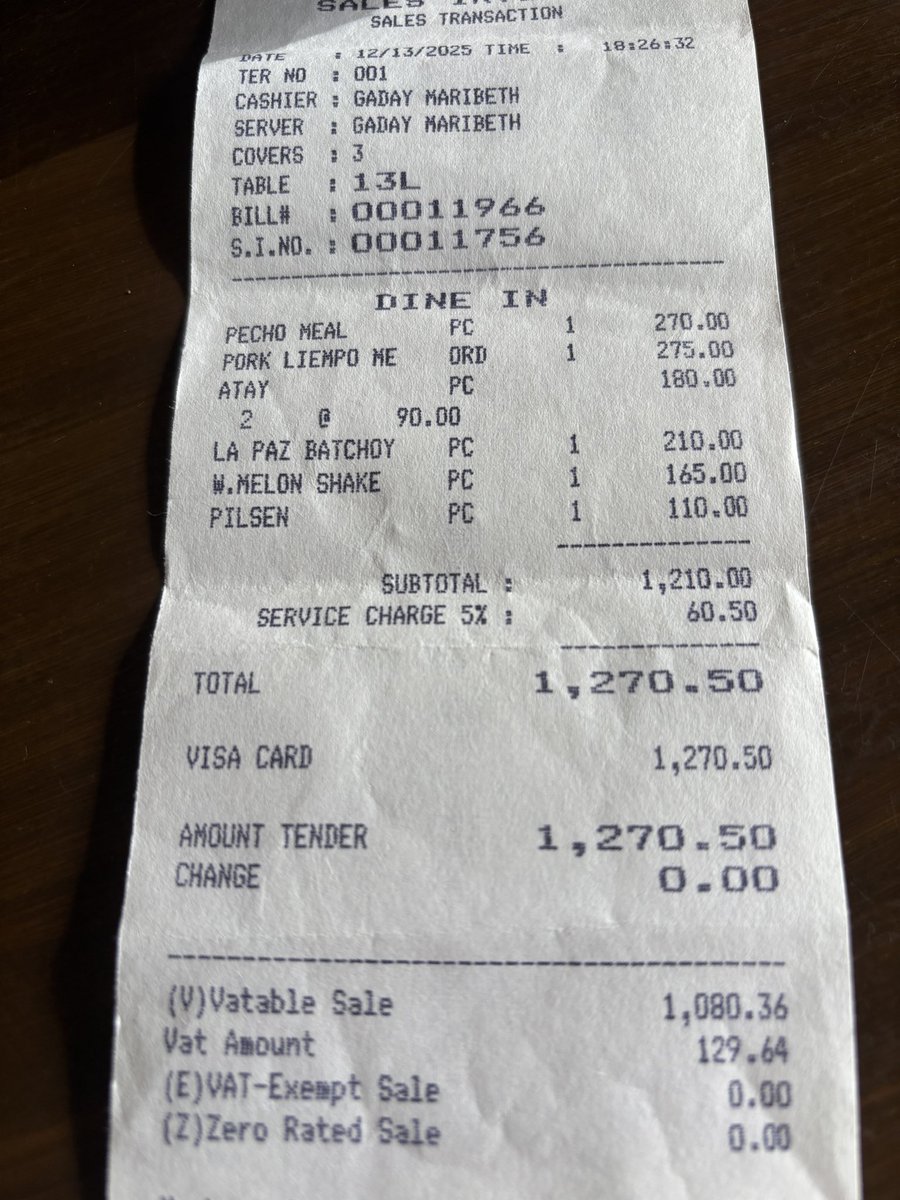 SALES
SALES TRANSACTION
DATE : 12/13/2025 TIME : 18:26:32
TER NO : 001
CASHIER : GADAY MARIBETH
SERVER : GADAY MARIBETH
COVERS : 3
TABLE : 13L
BILL# : 00011966
S.I.NO. : 00011756
DINE IN
PECHO MEAL PC 1 270.00
PORK LIEMPO ME ORD 1 275.00
ATAY PC 180.00
2 @ 90.00
LA PAZ BATCHOY PC 1 210.00
W.MELON SHAKE PC 1 165.00
PILSEN PC 1 110.00
SUBTOTAL : 1,210.00
SERVICE CHARGE 5% : 60.50
TOTAL 1,270.50
VISA CARD 1,270.50
AMOUNT TENDER 1,270.50
CHANGE 0.00
(V)Vatable Sale 1,080.36
Vat Amount 129.64
(E)VAT-Exempt Sale 0.00
(Z)Zero Rated Sale 0.00